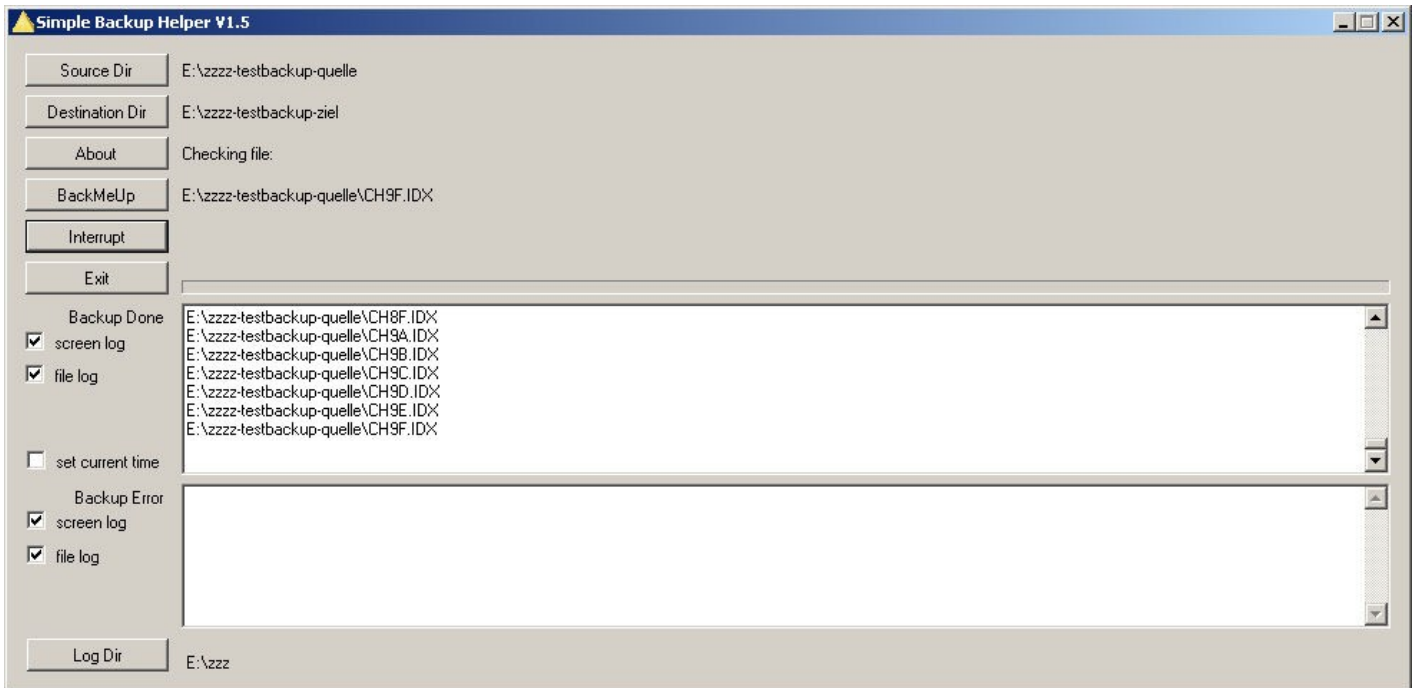 Simple Backup Helper V1.5
Source Dir E:\zzzz-testbackup-quelle
Destination Dir E:\zzzz-testbackup-ziel
About Checking file:
BackMeUp E:\zzzz-testbackup-quelle\CH9F.IDX
Interrupt
Exit
Backup Done
screen log
file log
set current time
E:\zzzz-testbackup-quelle\CH8F.IDX
E:\zzzz-testbackup-quelle\CH9A.IDX
E:\zzzz-testbackup-quelle\CH9B.IDX
E:\zzzz-testbackup-quelle\CH9C.IDX
E:\zzzz-testbackup-quelle\CH9D.IDX
E:\zzzz-testbackup-quelle\CH9E.IDX
E:\zzzz-testbackup-quelle\CH9F.IDX
Backup Error
screen log
file log
Log Dir E:\zzz